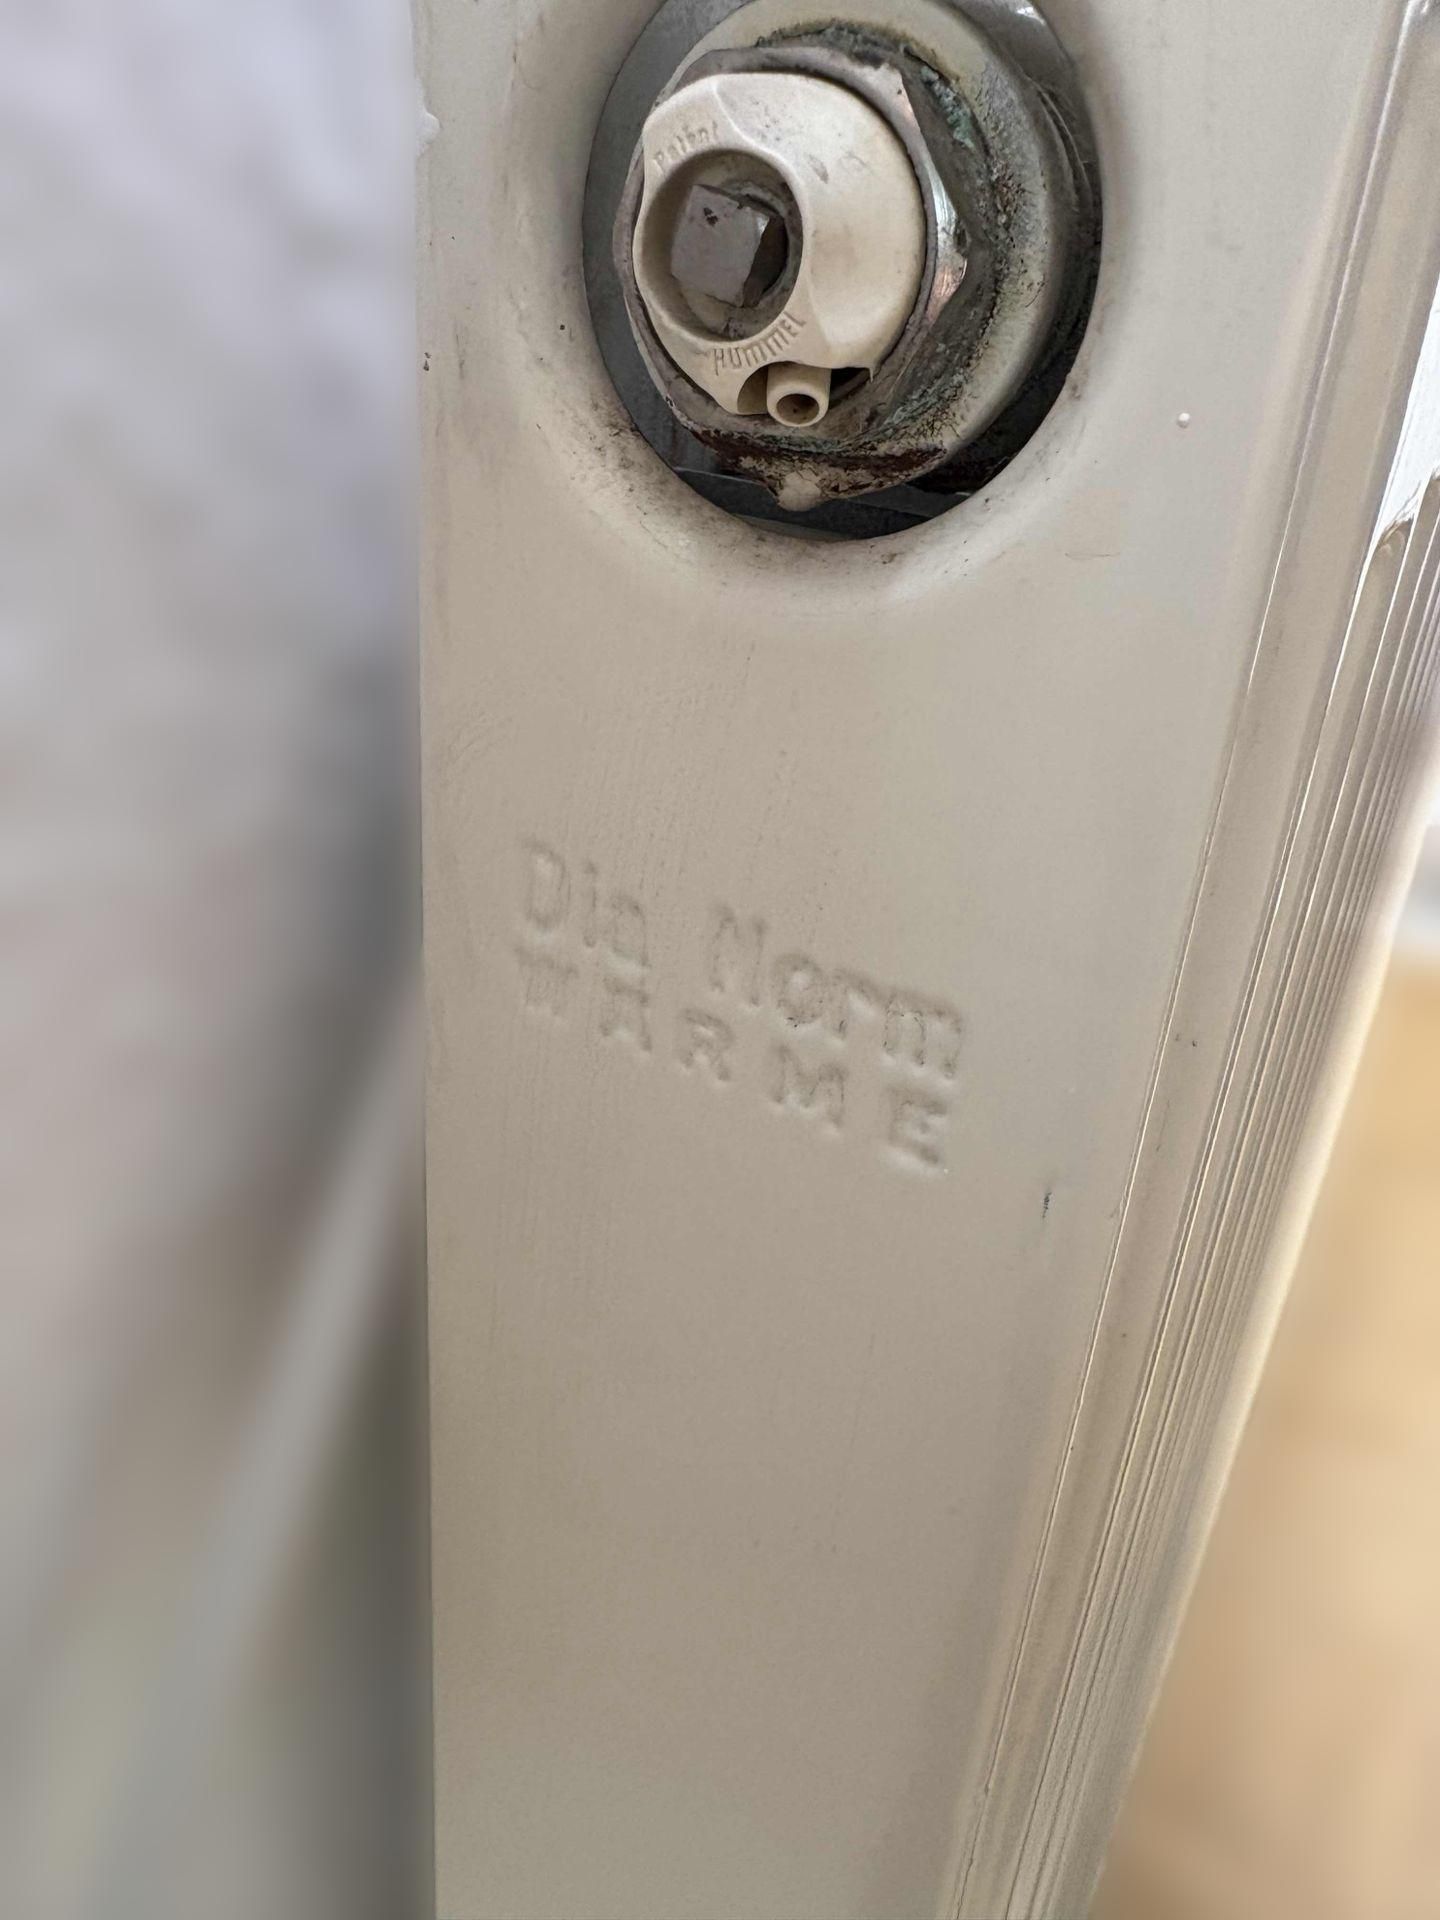 Patent
Hummel
Dia Norm
WÄRME